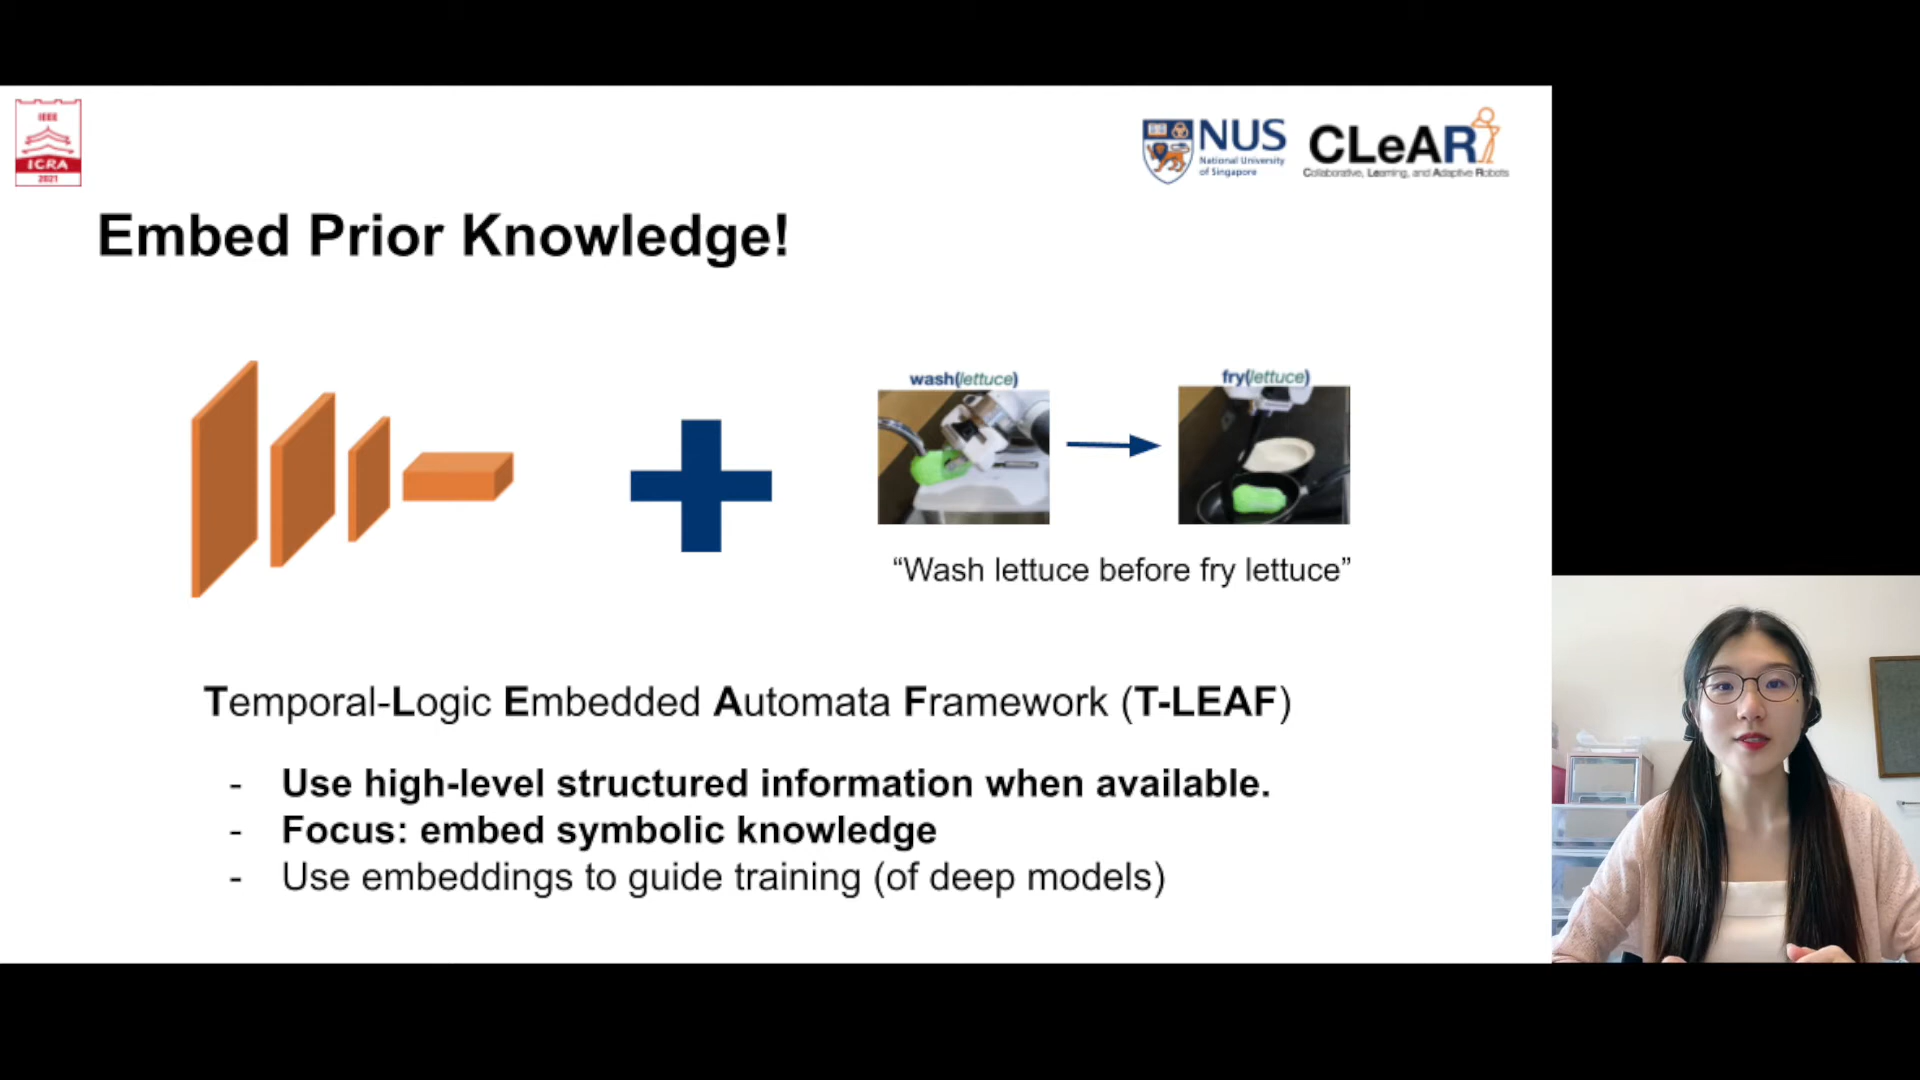 IEEE
ICRA
2021
NUS
National University
of Singapore
CLeAR
Collaborative, Learning, and Adaptive Robots
Embed Prior Knowledge!
wash(lettuce)
fry(lettuce)
“Wash lettuce before fry lettuce”
Temporal-Logic Embedded Automata Framework (T-LEAF)
- Use high-level structured information when available.
- Focus: embed symbolic knowledge
- Use embeddings to guide training (of deep models)